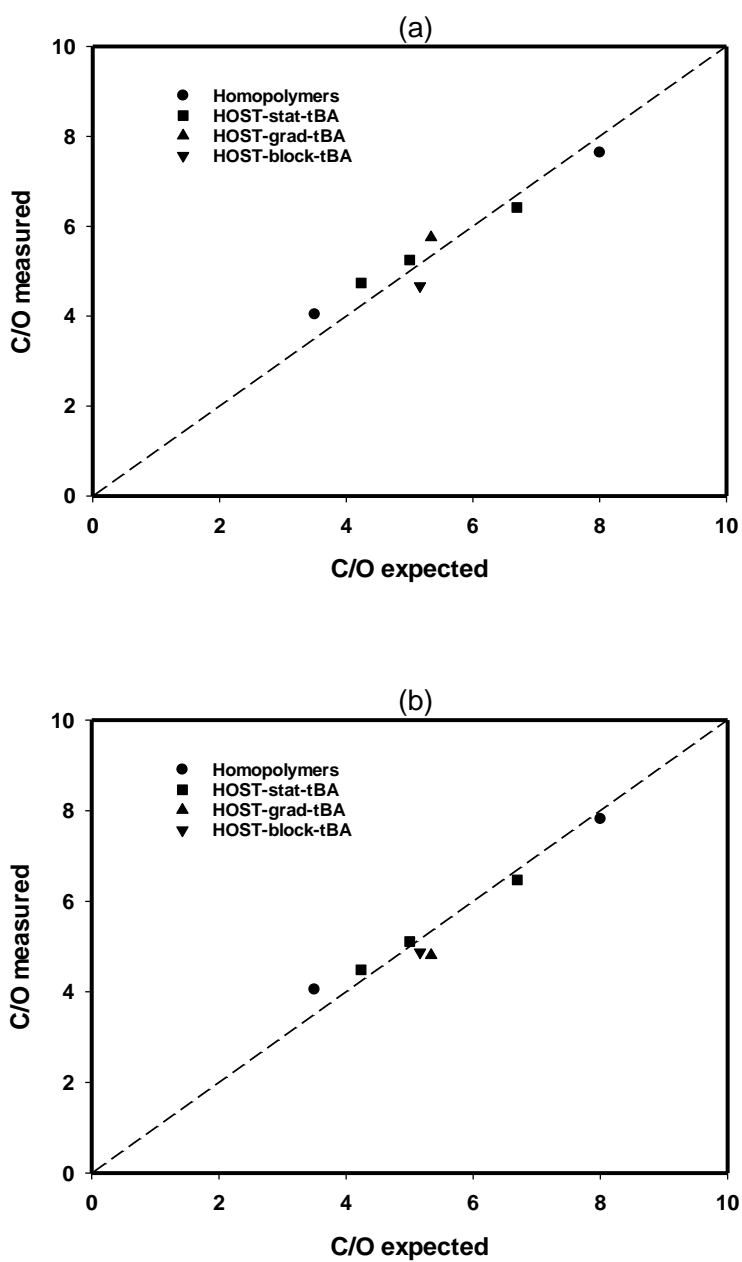 (a)
10
8
6
4
2
0
C/O measured
Homopolymers
HOST-stat-tBA
HOST-grad-tBA
HOST-block-tBA
0 2 4 6 8 10
C/O expected
(b)
10
8
6
4
2
0
C/O measured
Homopolymers
HOST-stat-tBA
HOST-grad-tBA
HOST-block-tBA
0 2 4 6 8 10
C/O expected